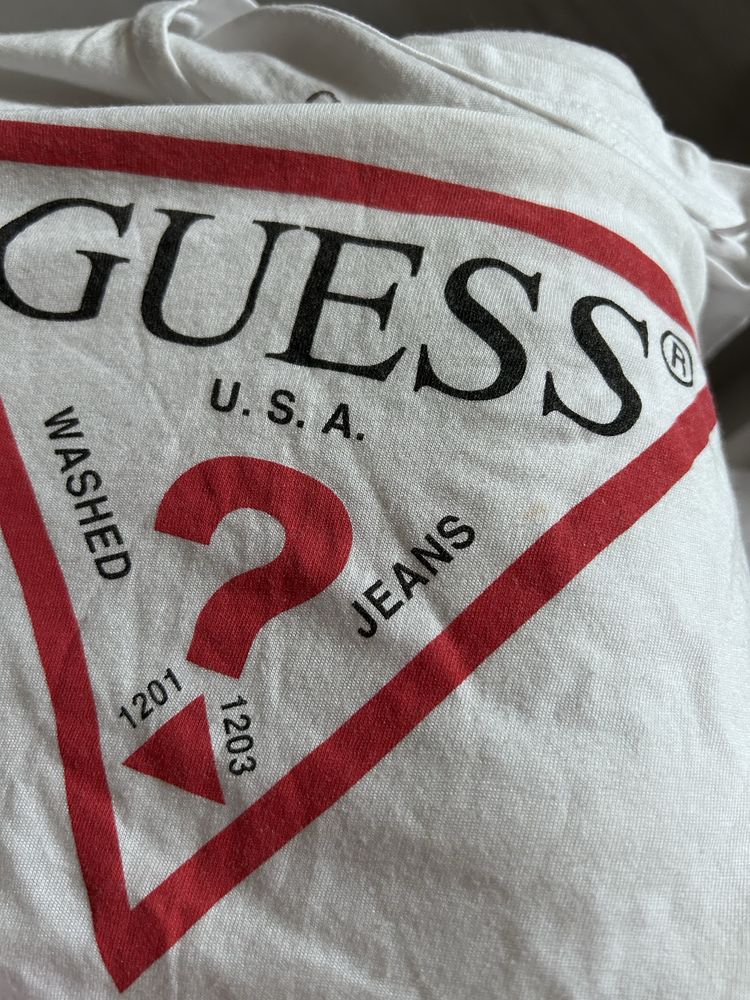 GUESS®
U.S.A.
WASHED
?
JEANS
1201
1203